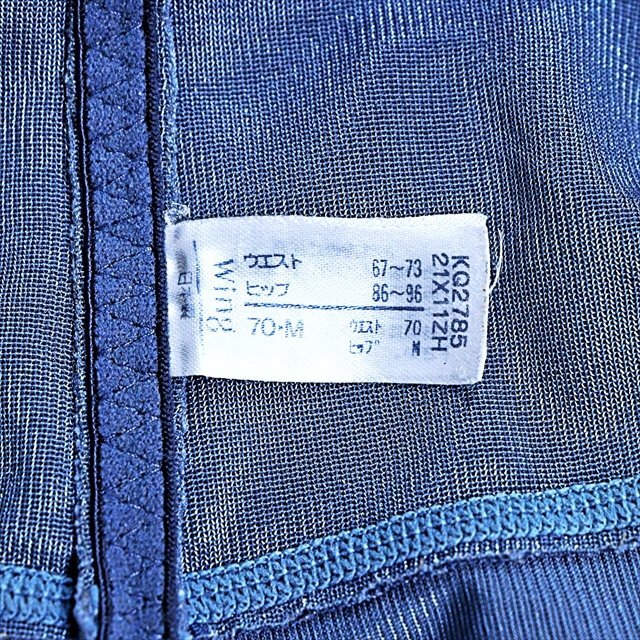 ウエスト 67～73
ヒップ 86～96
70・M ウエスト 70
ヒップ M
Wing
KQ2785
21X11ZH